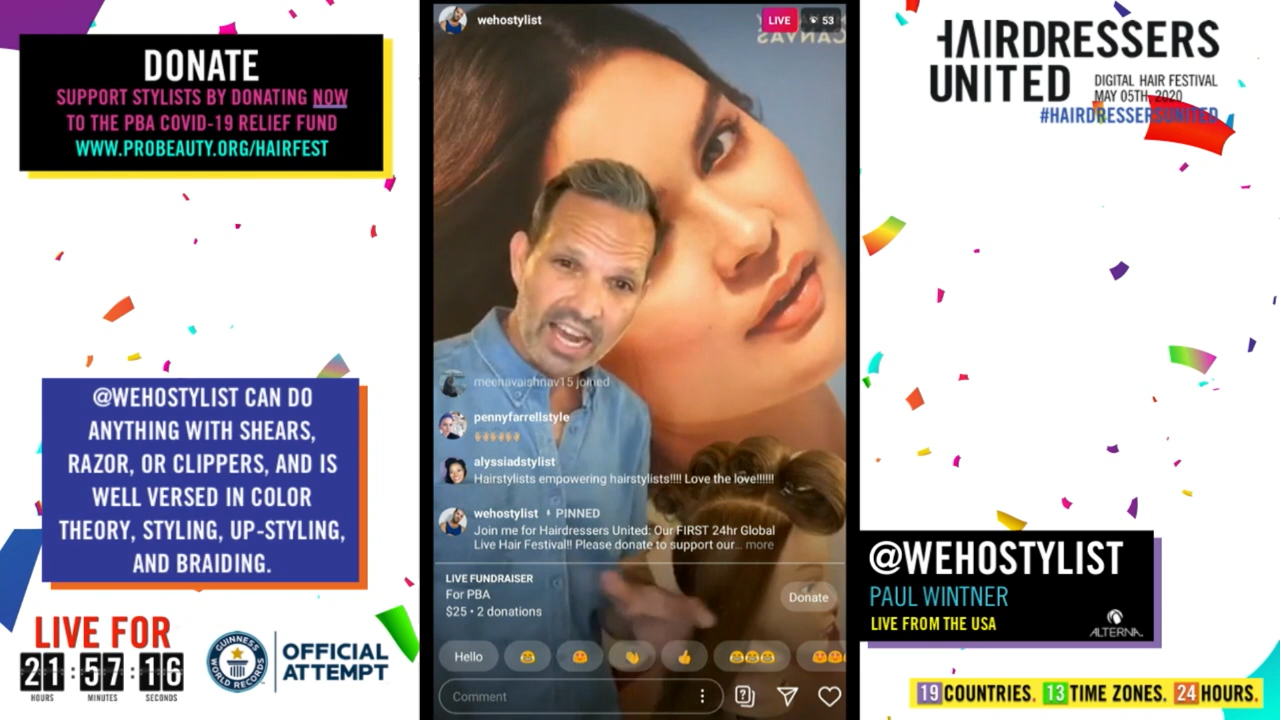 DONATE
SUPPORT STYLISTS BY DONATING NOW
TO THE PBA COVID-19 RELIEF FUND
WWW.PROBEAUTY.ORG/HAIRFEST
@WEHOSTYLIST CAN DO
ANYTHING WITH SHEARS,
RAZOR, OR CLIPPERS, AND IS
WELL VERSED IN COLOR
THEORY, STYLING, UP-STYLING,
AND BRAIDING.
LIVE FOR
21:57:16
HOURS MINUTES SECONDS
GUINNESS WORLD RECORDS
OFFICIAL
ATTEMPT
wehostylist
LIVE 53
CANVAS
meenavaishnav15 joined
pennyfarrellstyle
alyssiadstylist
Hairstylists empowering hairstylists!!!! Love the love!!!!!!
wehostylist PINNED
Join me for Hairdressers United: Our FIRST 24hr Global
Live Hair Festival!! Please donate to support our... more
LIVE FUNDRAISER
For PBA
$25 • 2 donations
Donate
Hello
Comment
HAIRDRESSERS
UNITED
DIGITAL HAIR FESTIVAL
MAY 05TH, 2020
#HAIRDRESSERSUNITED
@WEHOSTYLIST
PAUL WINTNER
LIVE FROM THE USA
ALTERNA
19 COUNTRIES. 13 TIME ZONES. 24 HOURS.